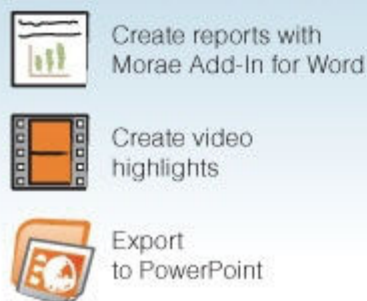 Create reports with
Morae Add-In for Word
Create video
highlights
Export
to PowerPoint